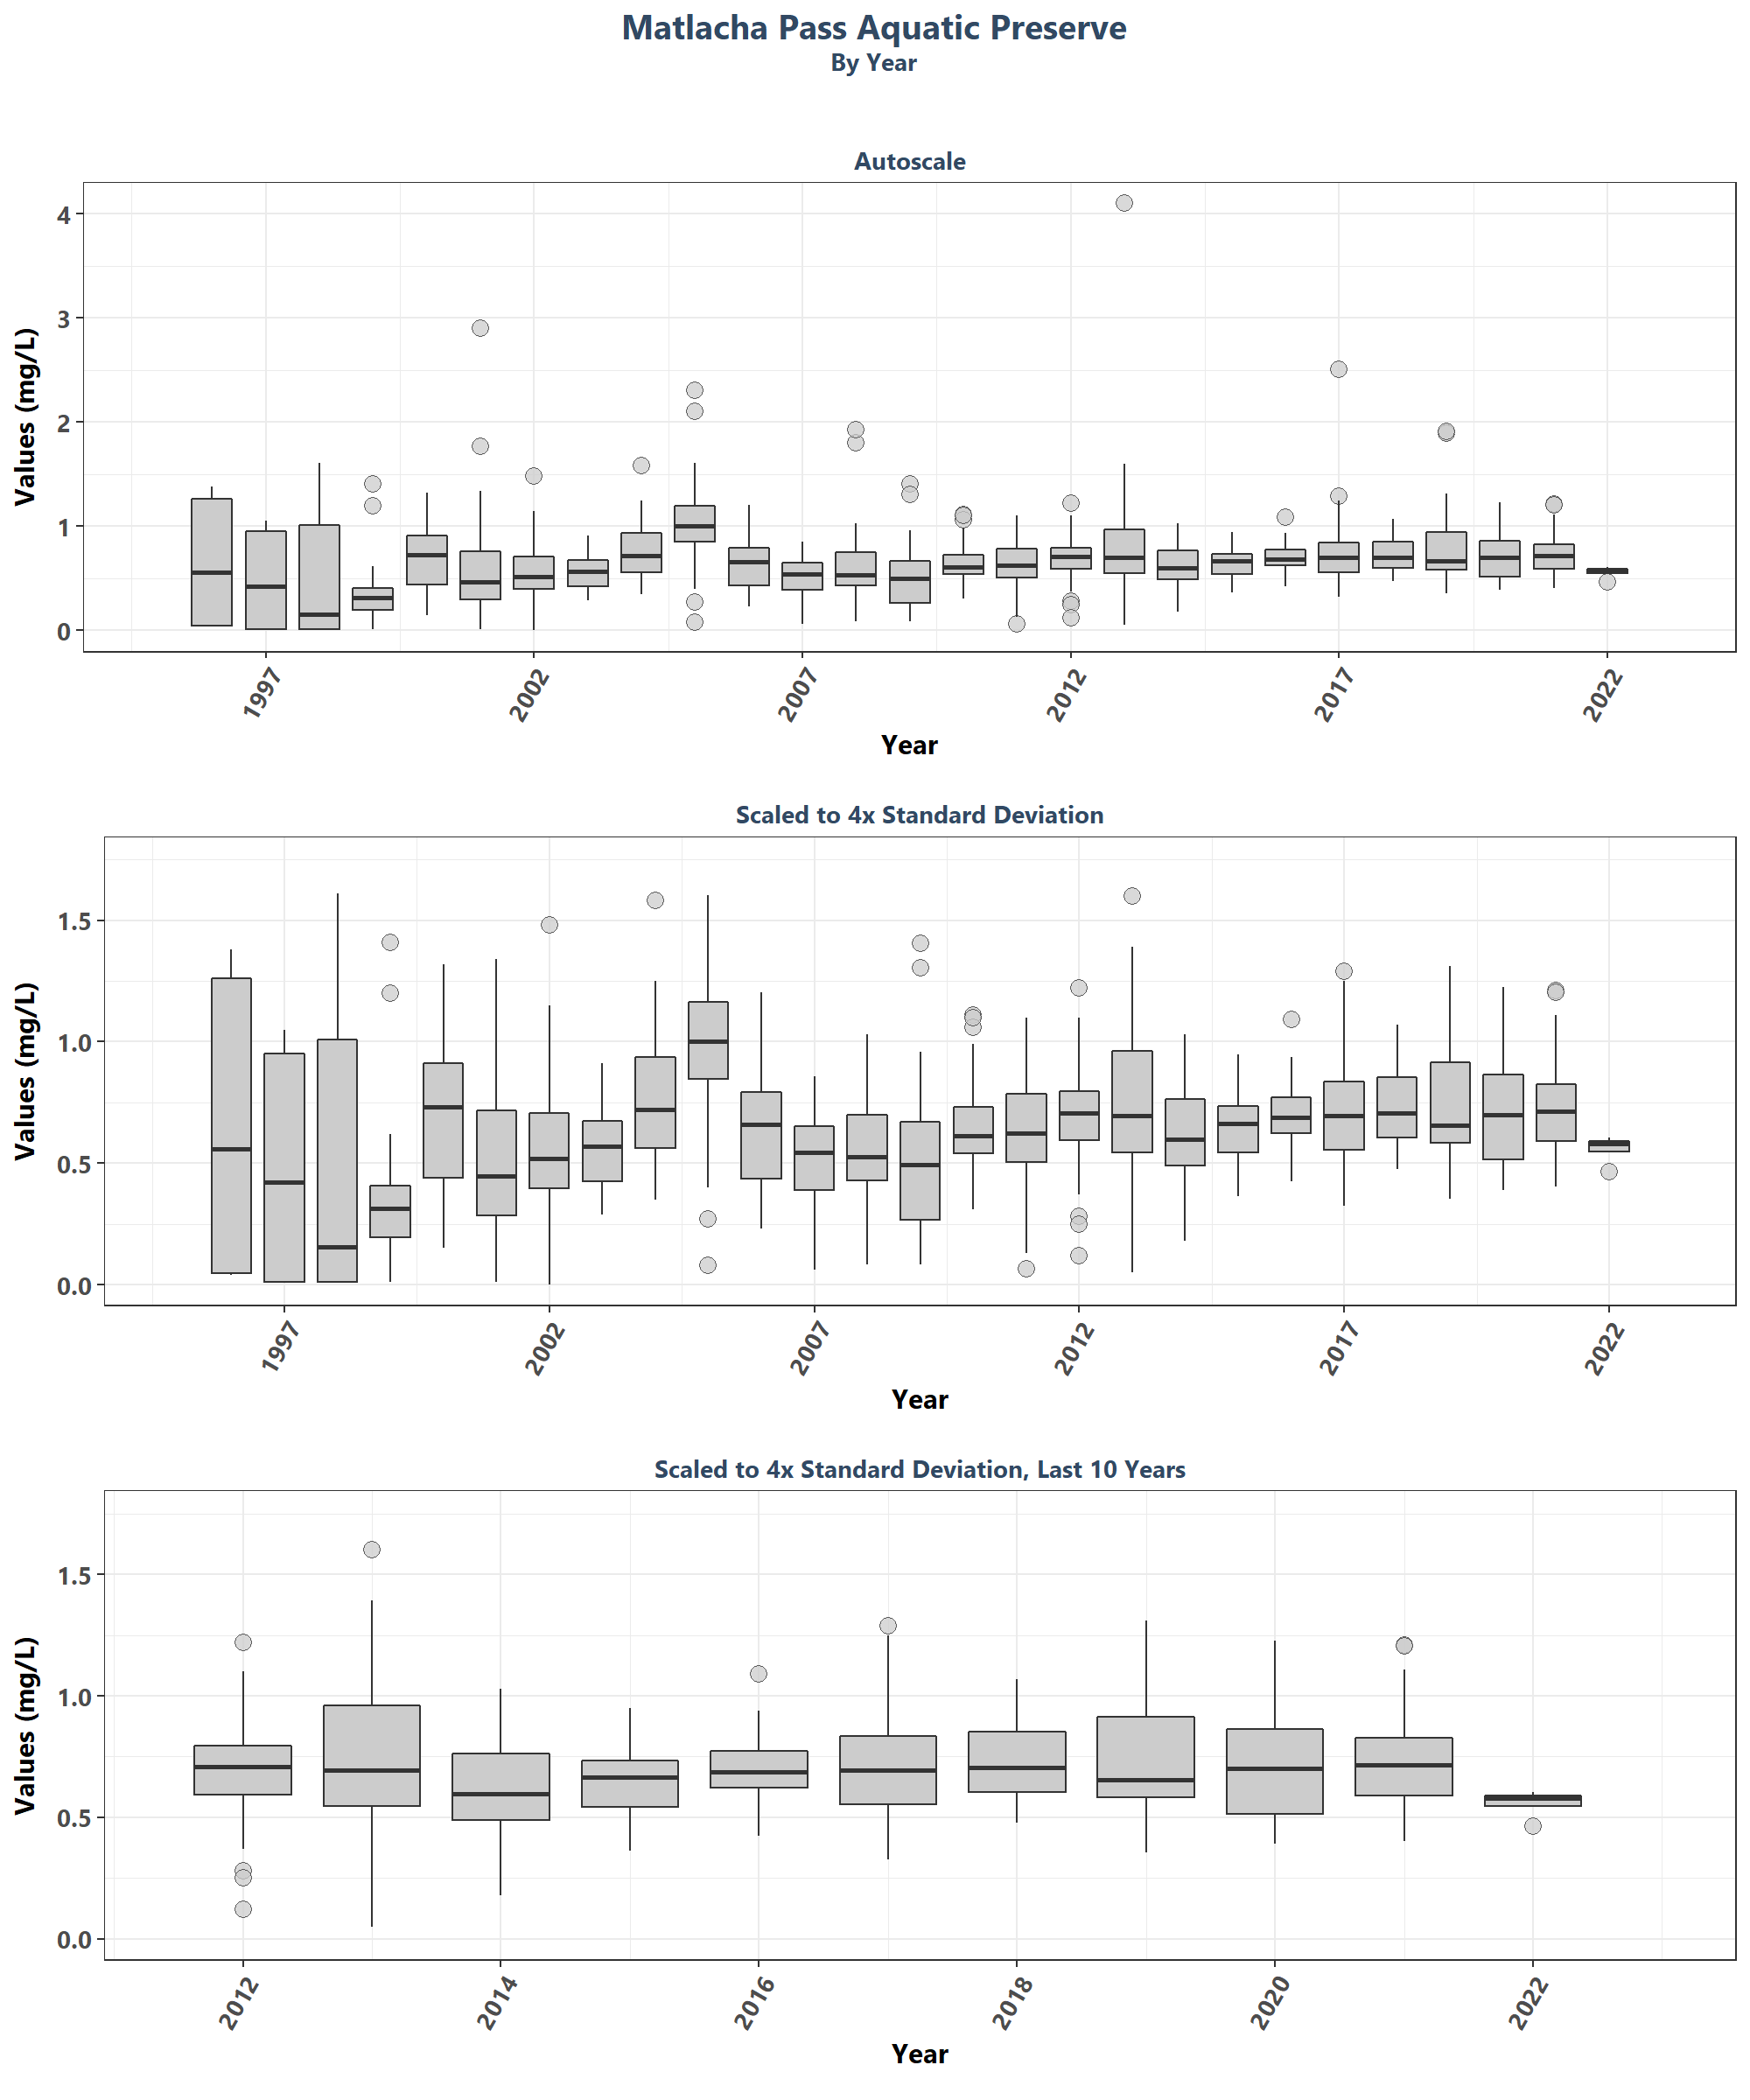 Matlacha Pass Aquatic Preserve
By Year
Autoscale
Values (mg/L)
4
3
2
1
0
1997
2002
2007
2012
2017
2022
Year
Scaled to 4x Standard Deviation
Values (mg/L)
1.5
1.0
0.5
0.0
1997
2002
2007
2012
2017
2022
Year
Scaled to 4x Standard Deviation, Last 10 Years
Values (mg/L)
1.5
1.0
0.5
0.0
2012
2014
2016
2018
2020
2022
Year